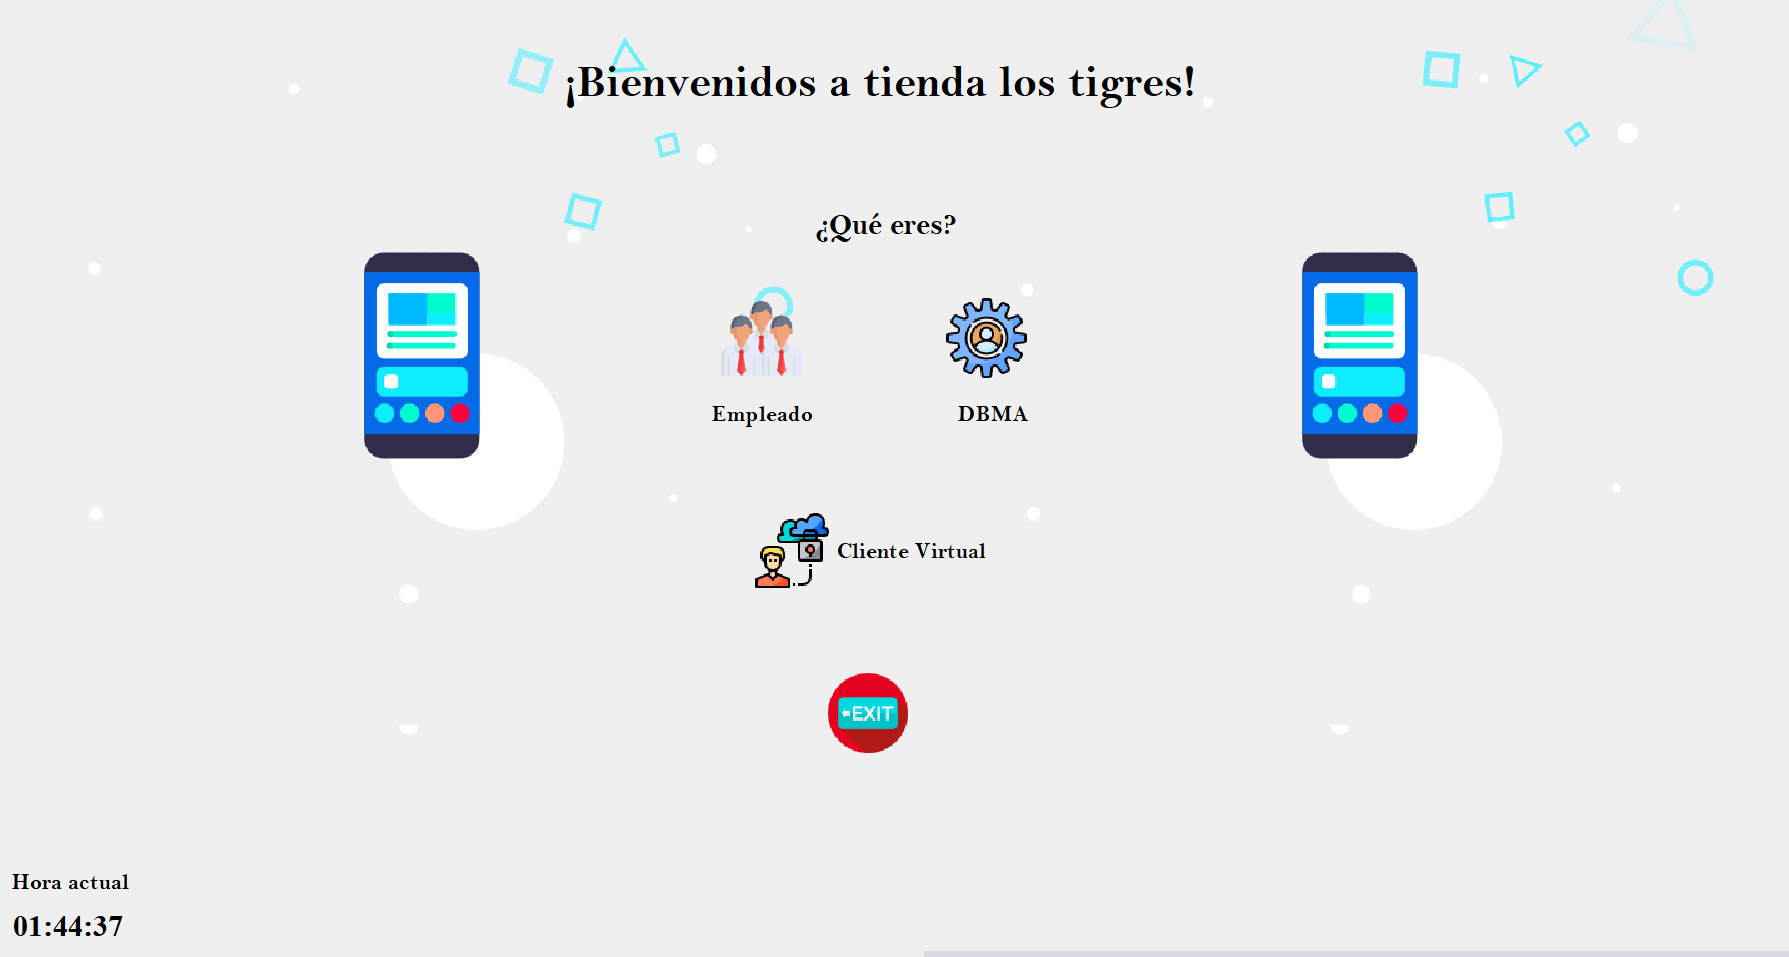 ¡Bienvenidos a tienda los tigres!
¿Qué eres?
Empleado
DBMA
Cliente Virtual
EXIT
Hora actual
01:44:37